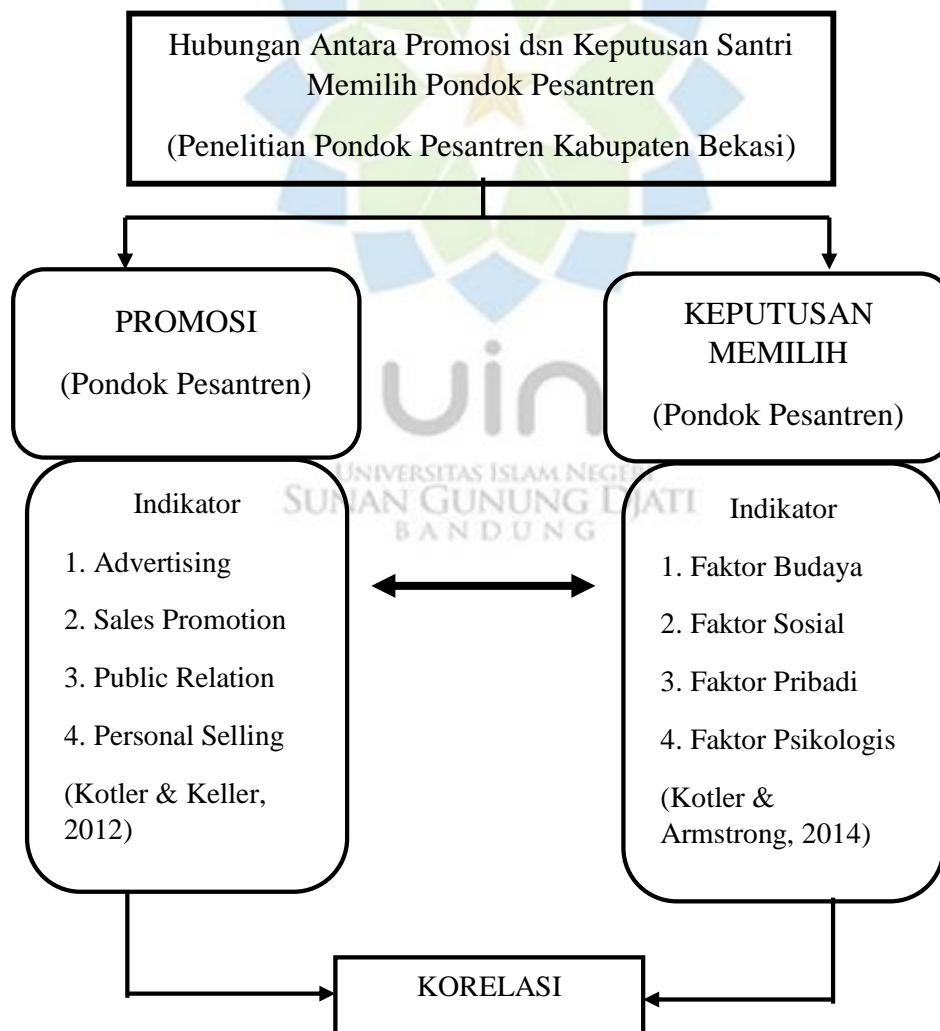 Hubungan Antara Promosi dsn Keputusan Santri
Memilih Pondok Pesantren
(Penelitian Pondok Pesantren Kabupaten Bekasi)
PROMOSI
(Pondok Pesantren)
KEPUTUSAN
MEMILIH
(Pondok Pesantren)
uin
UNIVERSITAS ISLAM NEGERI
SUNAN GUNUNG DJATI
BANDUNG
Indikator
1. Advertising
2. Sales Promotion
3. Public Relation
4. Personal Selling
(Kotler & Keller,
2012)
Indikator
1. Faktor Budaya
2. Faktor Sosial
3. Faktor Pribadi
4. Faktor Psikologis
(Kotler &
Armstrong, 2014)
KORELASI